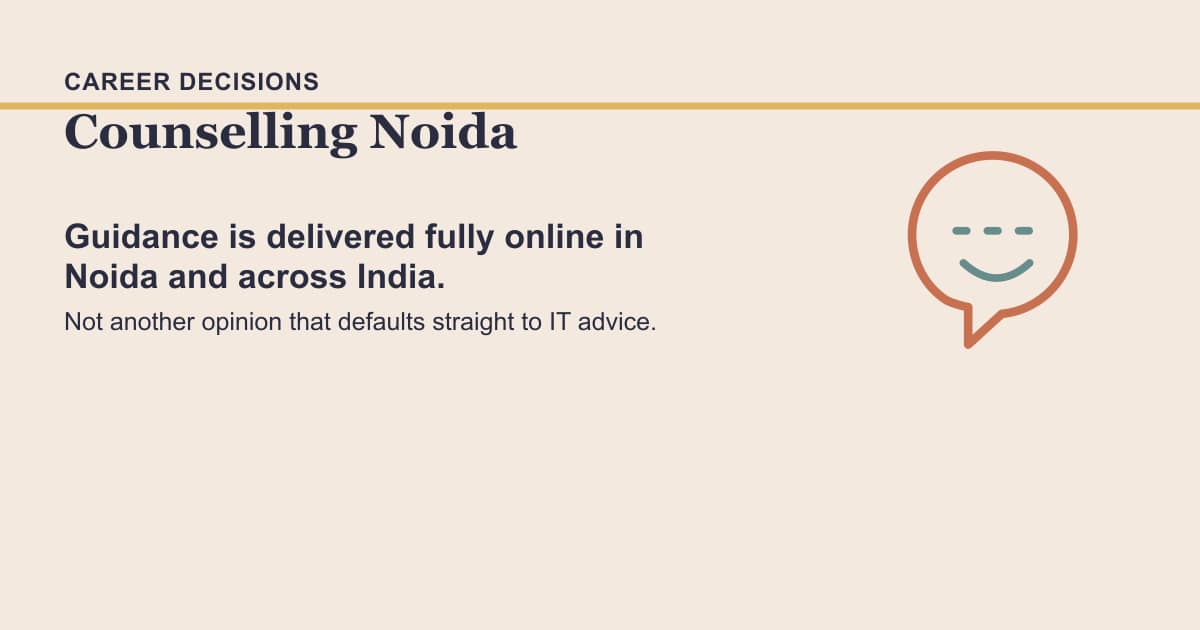 CAREER DECISIONS
Counselling Noida
Guidance is delivered fully online in
Noida and across India.
Not another opinion that defaults straight to IT advice.